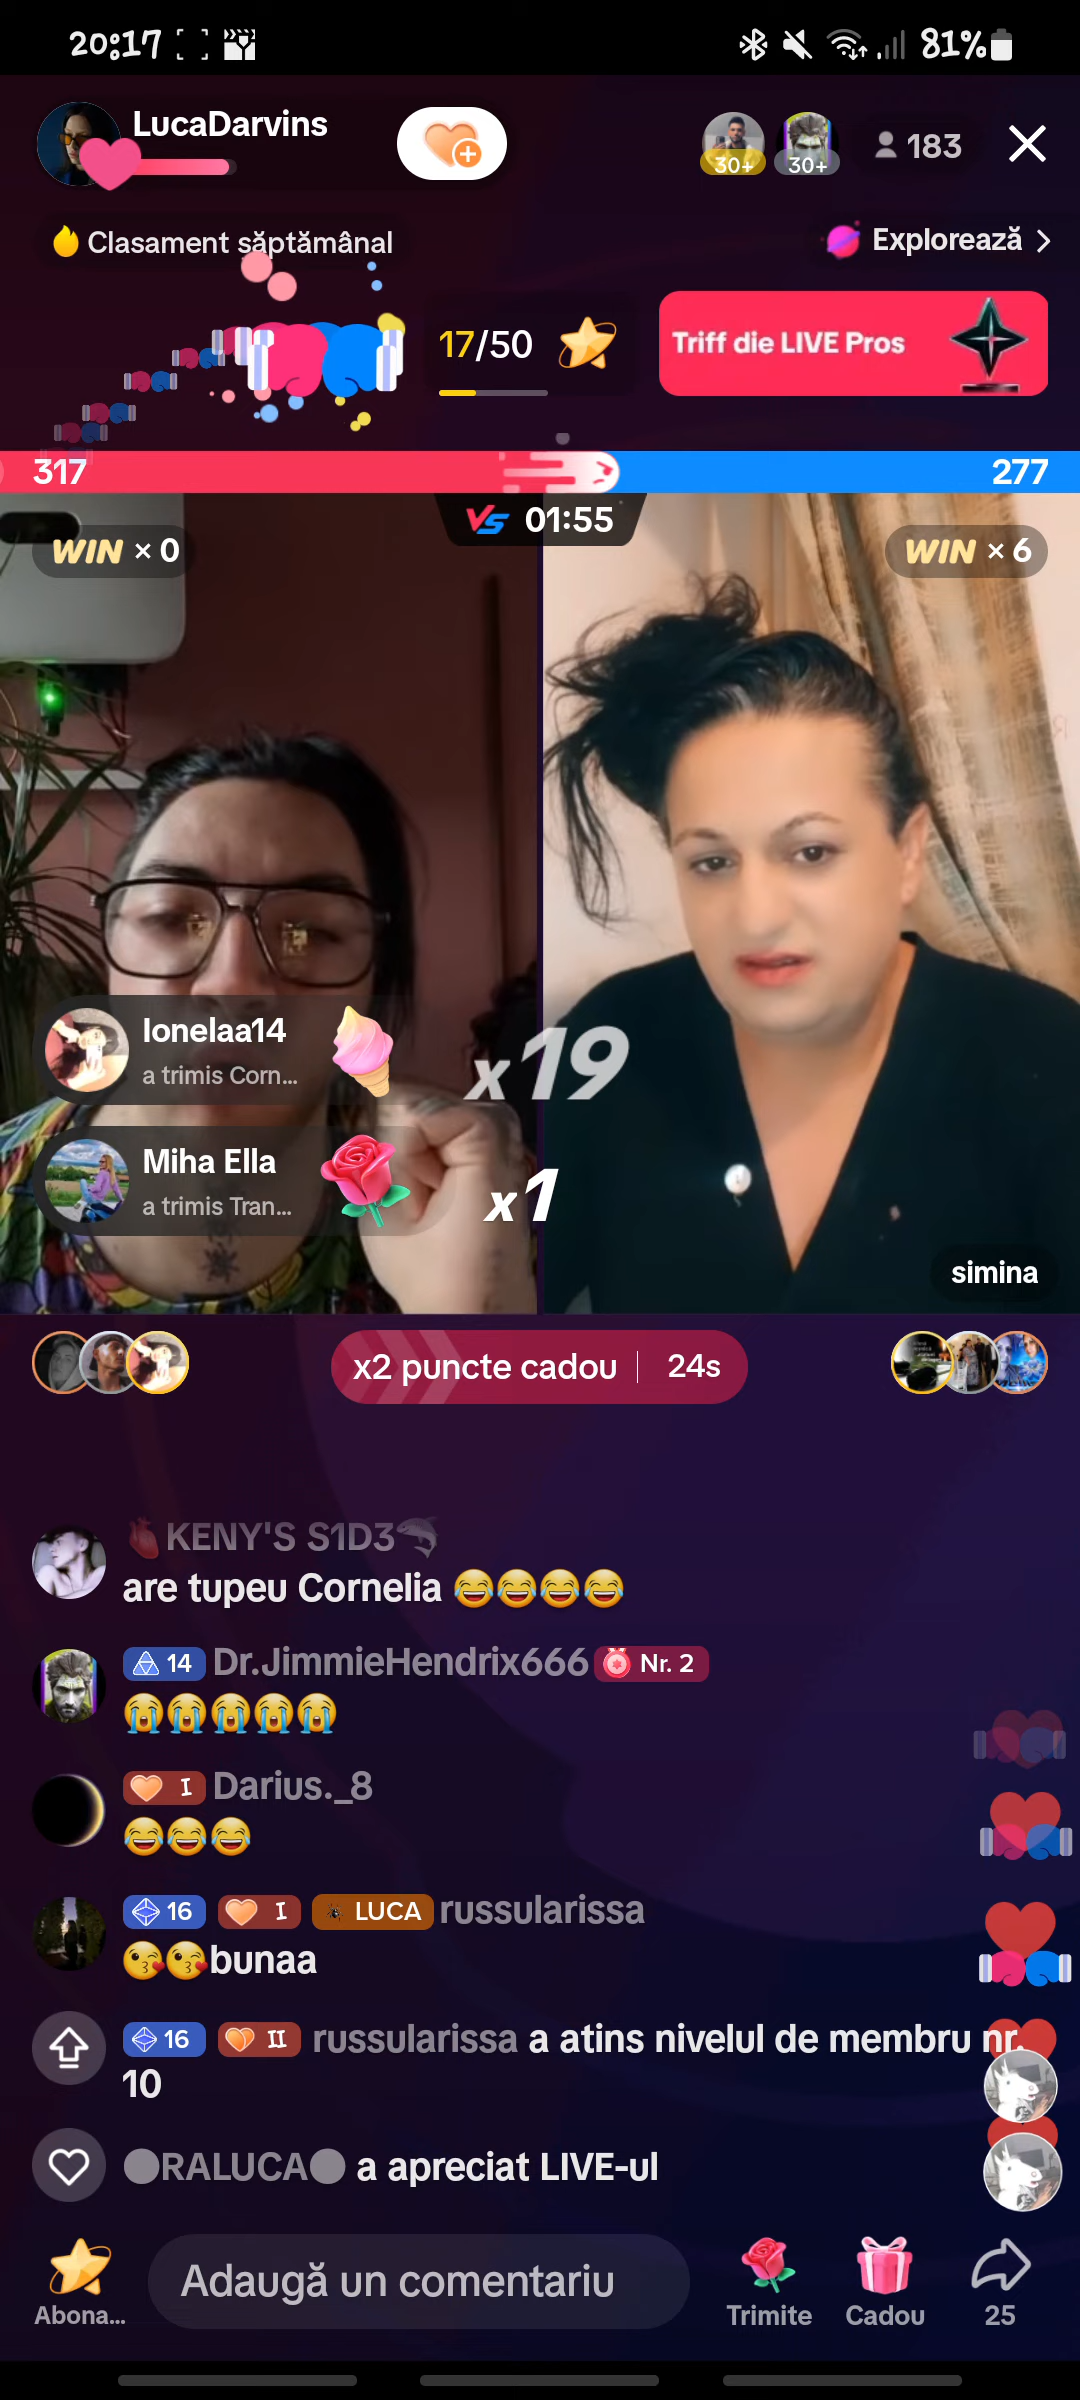 20:17
81%
LucaDarvins
30+
30+
183
Clasament săptămânal
Explorează
17/50
Triff die LIVE Pros
317
277
VS 01:55
WIN × 0
WIN × 6
Ionelaa14
a trimis Corn...
x19
Miha Ella
a trimis Tran...
x1
simina
x2 puncte cadou | 24s
🫀KENY'S S1D3🐬
are tupeu Cornelia 😂😂😂😂
14 Dr.JimmieHendrix666 Nr. 2
😭😭😭😭😭
I Darius._8
😂😂😂
16 I LUCA russularissa
😘😘bunaa
16 II russularissa a atins nivelul de membru nr.
10
⚪RALUCA⚪ a apreciat LIVE-ul
Abona...
Adaugă un comentariu
Trimite
Cadou
25